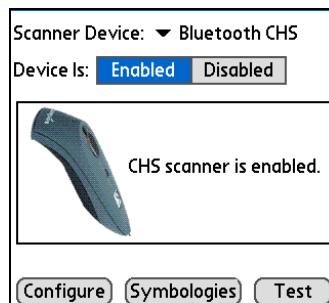 Scanner Device: Bluetooth CHS
Device Is: Enabled Disabled
CHS scanner is enabled.
Configure Symbologies Test